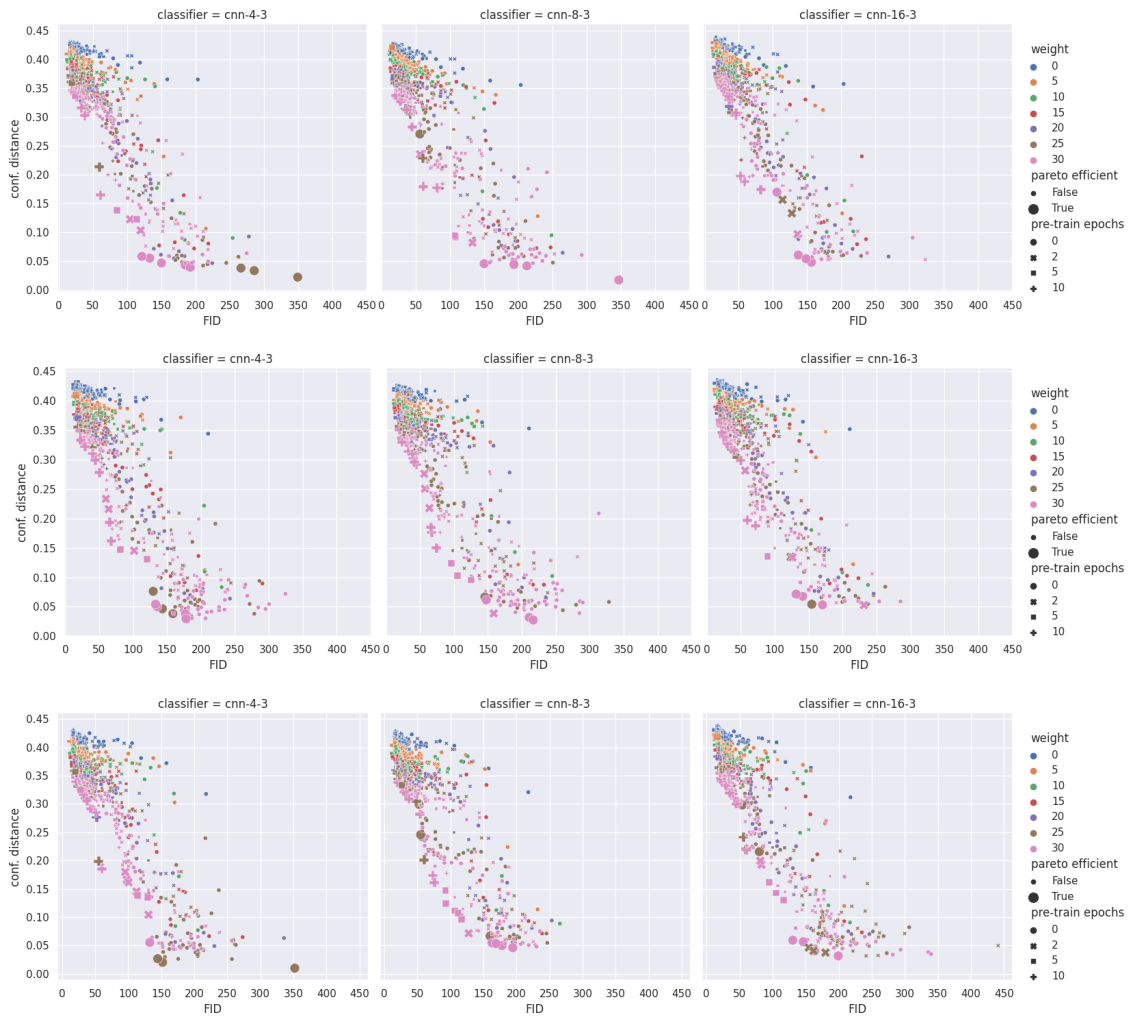 classifier = cnn-4-3 classifier = cnn-8-3 classifier = cnn-16-3
conf. distance
0.45
0.40
0.35
0.30
0.25
0.20
0.15
0.10
0.05
0.00
0 50 100 150 200 250 300 350 400 450 0 50 100 150 200 250 300 350 400 450 0 50 100 150 200 250 300 350 400 450
FID FID FID
weight
0
5
10
15
20
25
30
pareto efficient
False
True
pre-train epochs
0
2
5
10
classifier = cnn-4-3 classifier = cnn-8-3 classifier = cnn-16-3
conf. distance
0.45
0.40
0.35
0.30
0.25
0.20
0.15
0.10
0.05
0.00
0 50 100 150 200 250 300 350 400 450 0 50 100 150 200 250 300 350 400 450 0 50 100 150 200 250 300 350 400 450
FID FID FID
weight
0
5
10
15
20
25
30
pareto efficient
False
True
pre-train epochs
0
2
5
10
classifier = cnn-4-3 classifier = cnn-8-3 classifier = cnn-16-3
conf. distance
0.45
0.40
0.35
0.30
0.25
0.20
0.15
0.10
0.05
0.00
0 50 100 150 200 250 300 350 400 450 0 50 100 150 200 250 300 350 400 450 0 50 100 150 200 250 300 350 400 450
FID FID FID
weight
0
5
10
15
20
25
30
pareto efficient
False
True
pre-train epochs
0
2
5
10